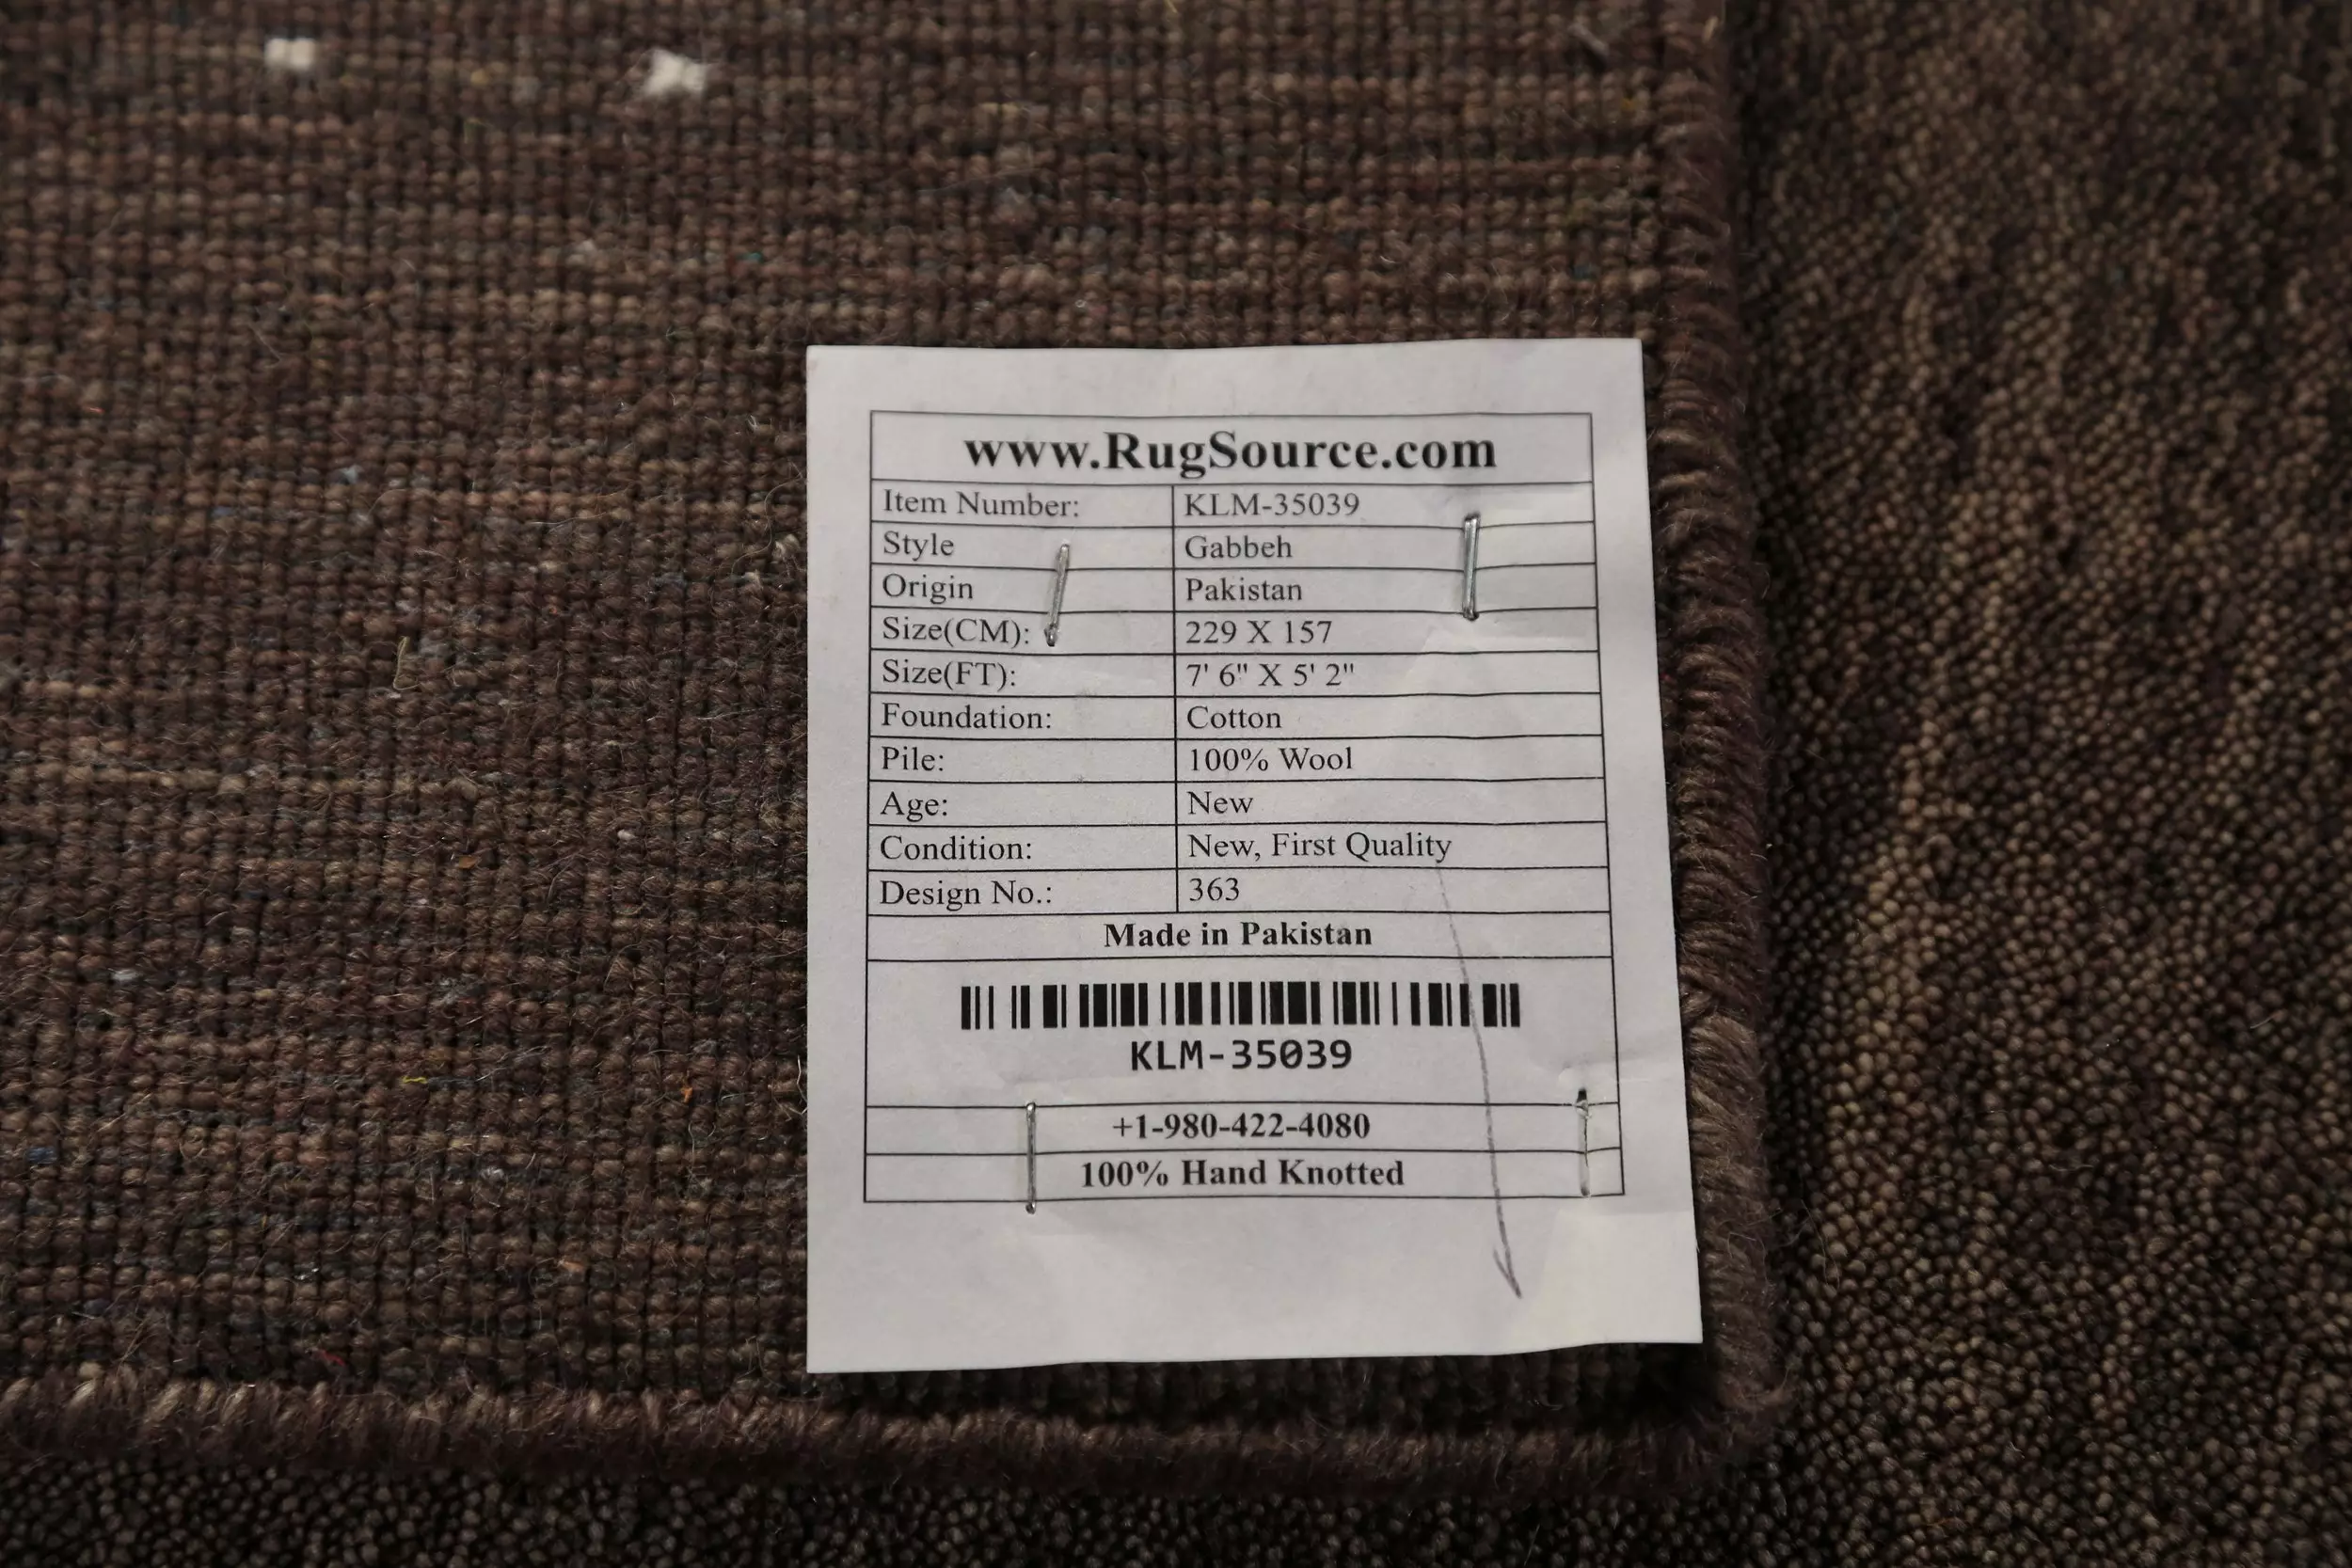 www.RugSource.com
Item Number: KLM-35039
Style Gabbeh
Origin Pakistan
Size(CM): 229 X 157
Size(FT): 7' 6" X 5' 2"
Foundation: Cotton
Pile: 100% Wool
Age: New
Condition: New, First Quality
Design No.: 363
Made in Pakistan
KLM-35039
+1-980-422-4080
100% Hand Knotted